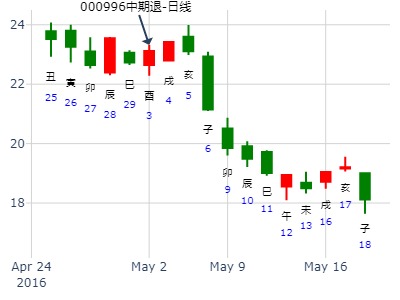 000996中期退-日线
24
22
20
18
丑
25
寅
26
卯
27
辰
28
巳
29
酉
3
戌
4
亥
5
子
6
卯
9
辰
10
巳
11
午
12
未
13
戌
16
亥
17
子
18
Apr 24
2016
May 2
May 9
May 16